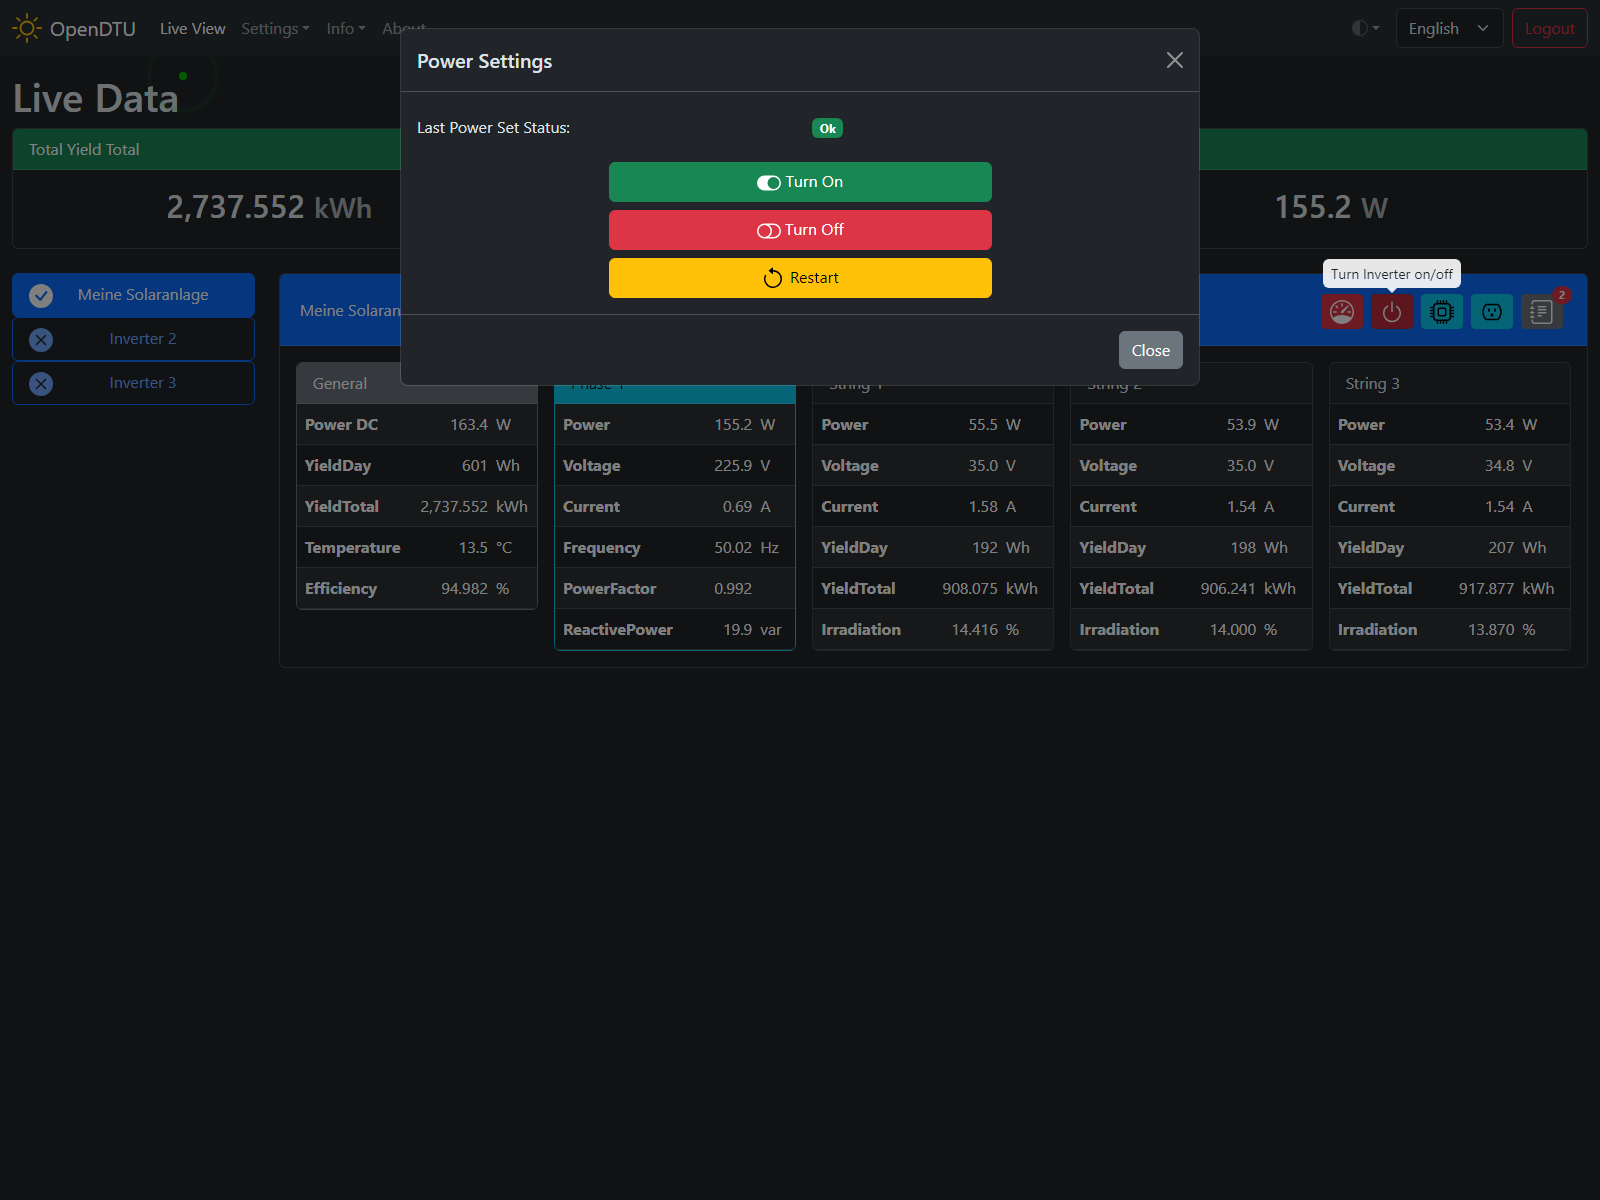 OpenDTU Live View Settings Info About English Logout
Power Settings
Live Data
Last Power Set Status: Ok
Total Yield Total
Turn On
2,737.552 kWh
155.2 W
Turn Off
Restart
Turn Inverter on/off
Meine Solaranlage
Inverter 2
Inverter 3
Meine Solaran
2
Close
General
Power DC 163.4 W
YieldDay 601 Wh
YieldTotal 2,737.552 kWh
Temperature 13.5 °C
Efficiency 94.982 %
Phase 1
Power 155.2 W
Voltage 225.9 V
Current 0.69 A
Frequency 50.02 Hz
PowerFactor 0.992
ReactivePower 19.9 var
String 1
Power 55.5 W
Voltage 35.0 V
Current 1.58 A
YieldDay 192 Wh
YieldTotal 908.075 kWh
Irradiation 14.416 %
String 2
Power 53.9 W
Voltage 35.0 V
Current 1.54 A
YieldDay 198 Wh
YieldTotal 906.241 kWh
Irradiation 14.000 %
String 3
Power 53.4 W
Voltage 34.8 V
Current 1.54 A
YieldDay 207 Wh
YieldTotal 917.877 kWh
Irradiation 13.870 %